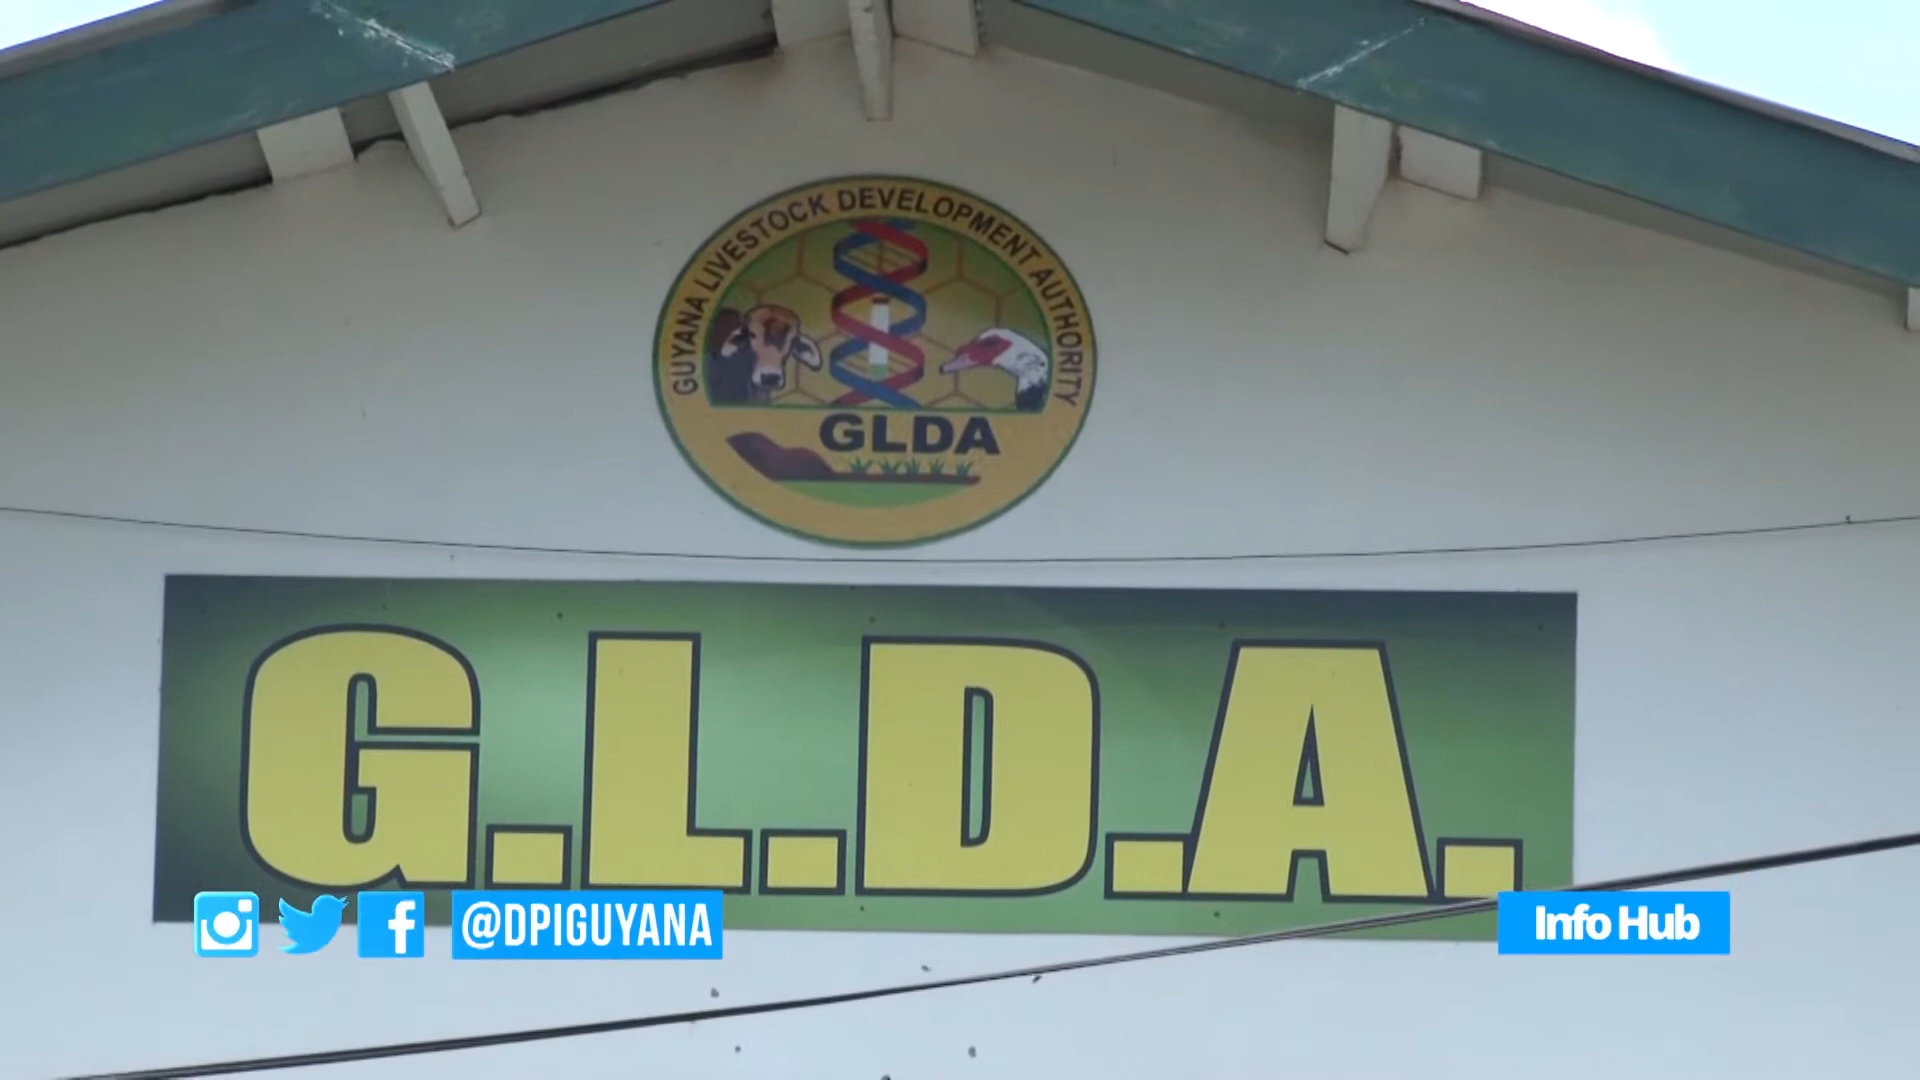 GUYANA LIVESTOCK DEVELOPMENT AUTHORITY
GLDA
G.L.D.A.
@DPIGUYANA
Info Hub